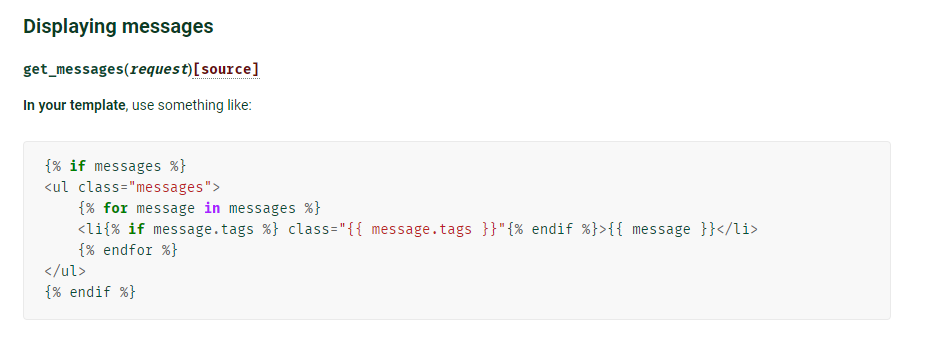 Displaying messages
get_messages(request)[source]
In your template, use something like:
{% if messages %}
<ul class="messages">
    {% for message in messages %}
    <li{% if message.tags %} class="{{ message.tags }}"{% endif %}>{{ message }}</li>
    {% endfor %}
</ul>
{% endif %}